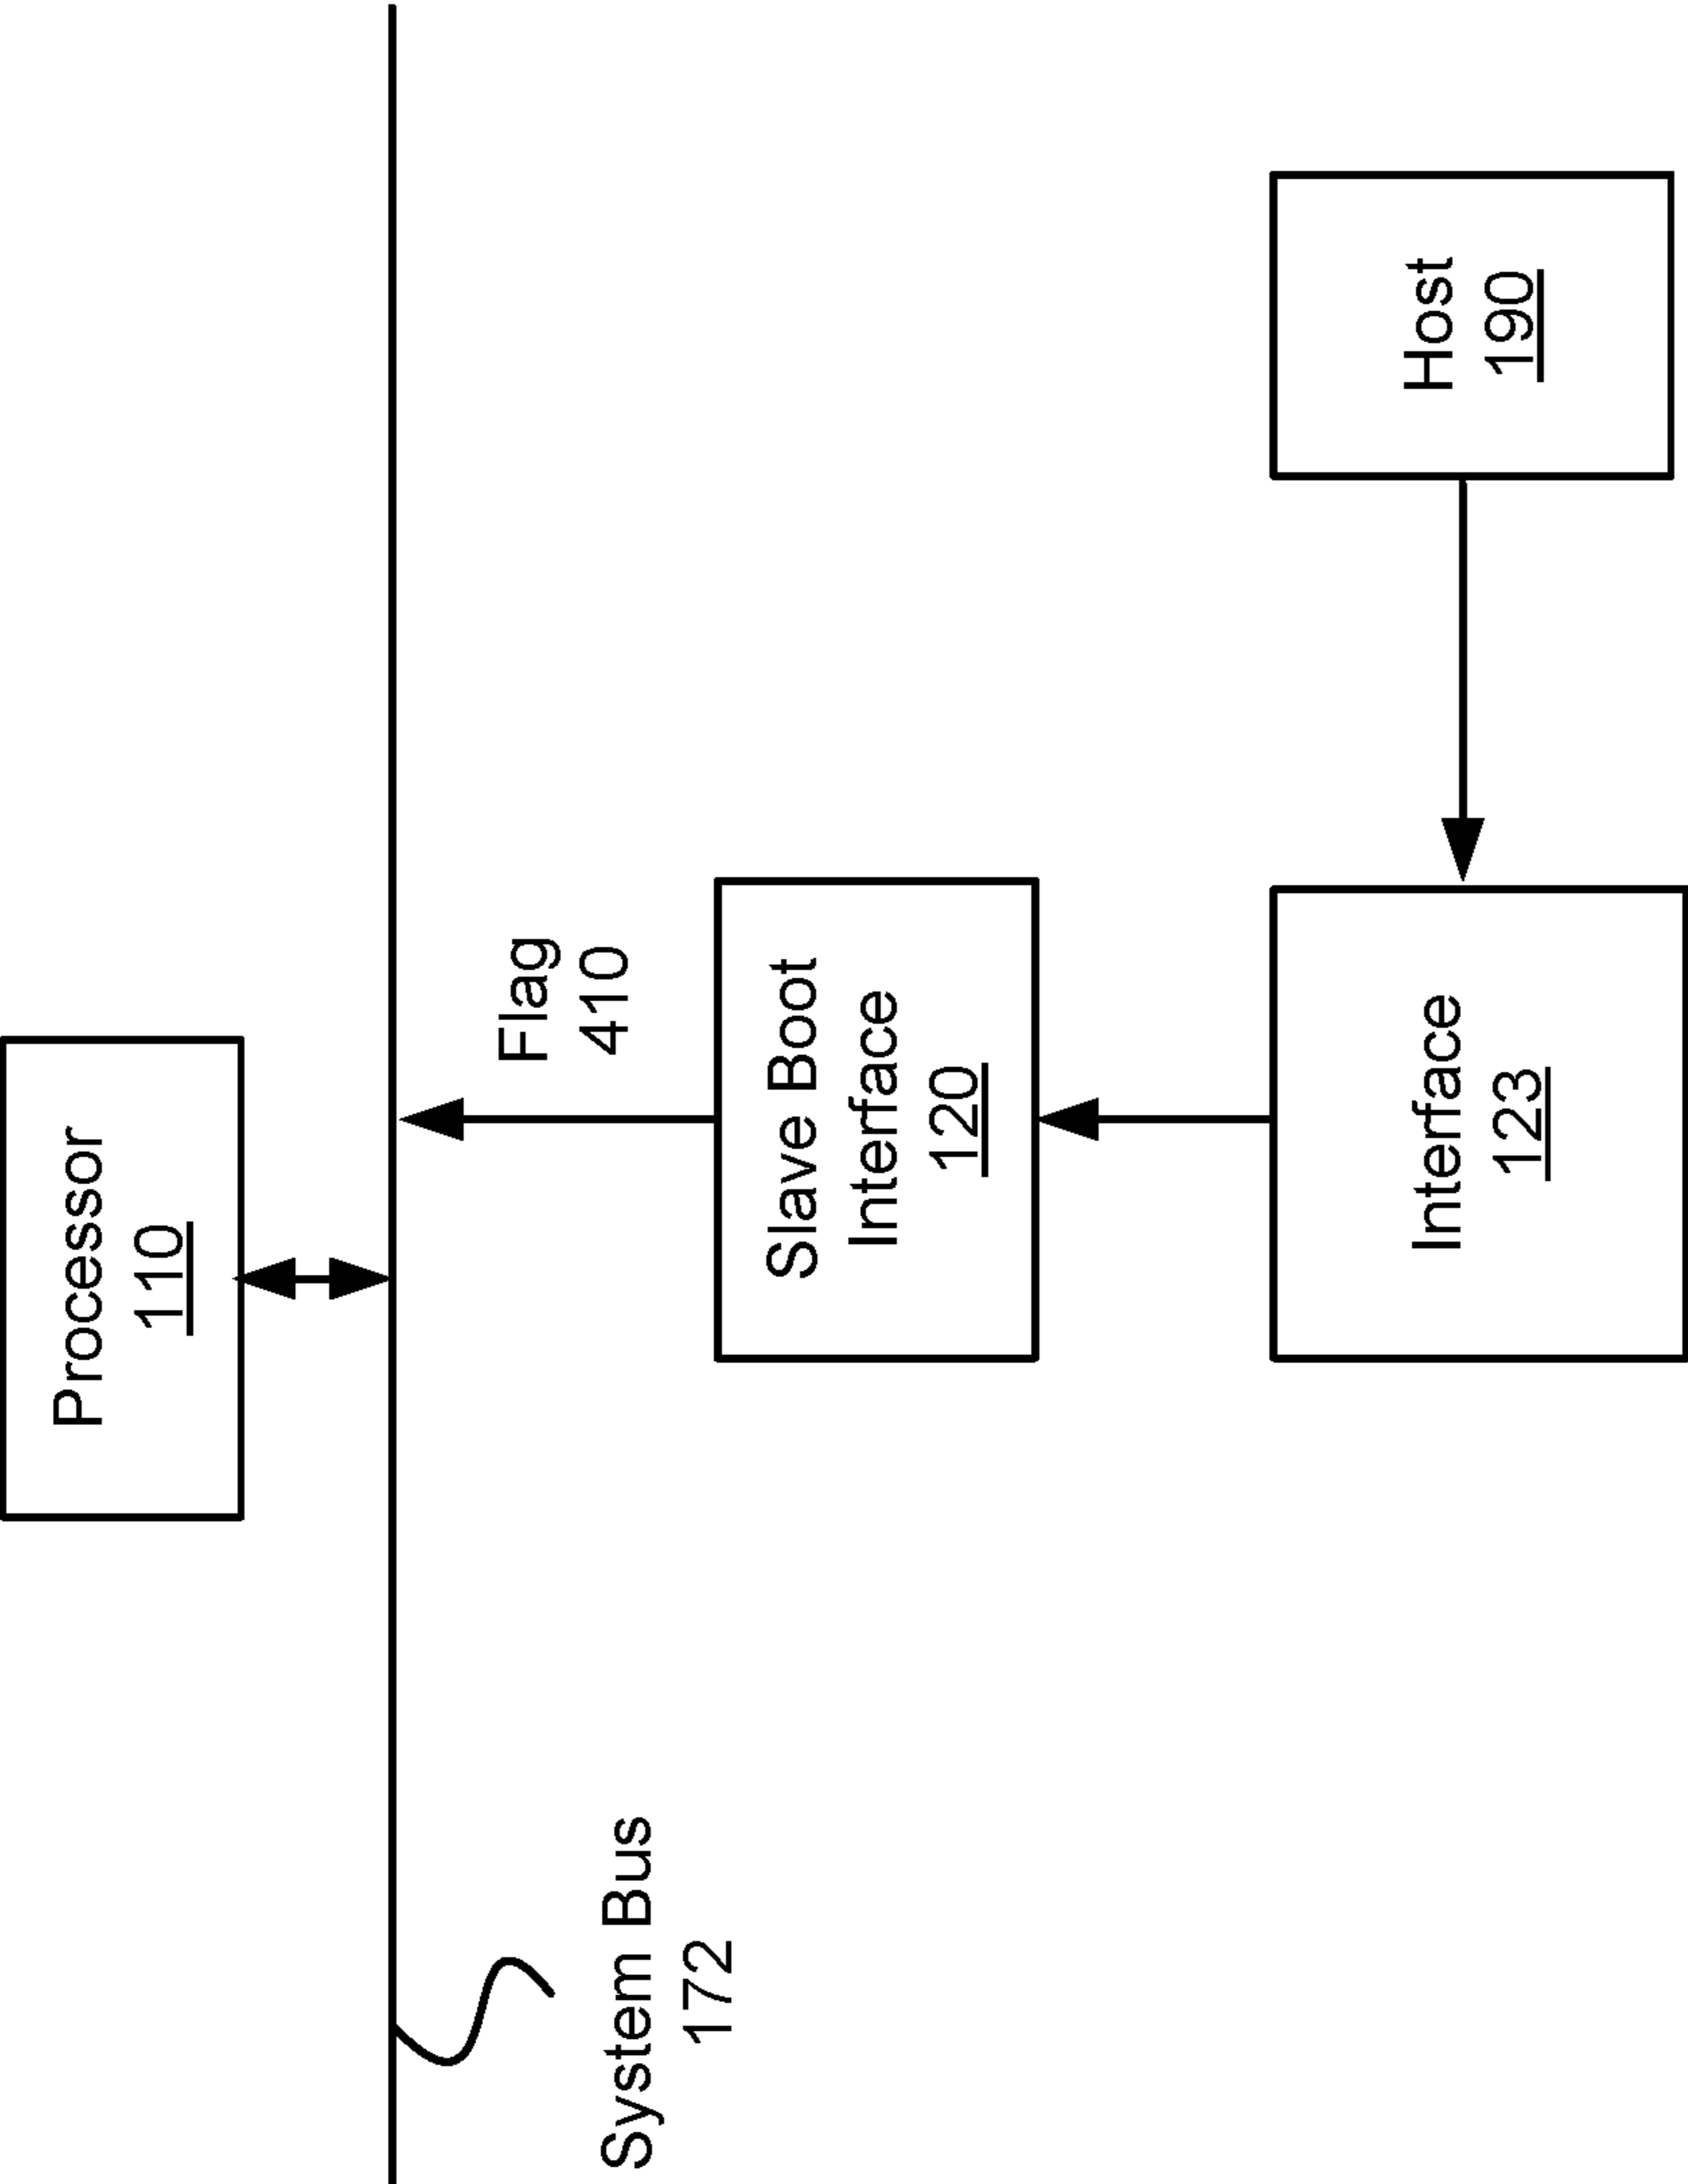 Processor
110
Flag
410
System Bus
172
Slave Boot
Interface
120
Interface
123
Host
190